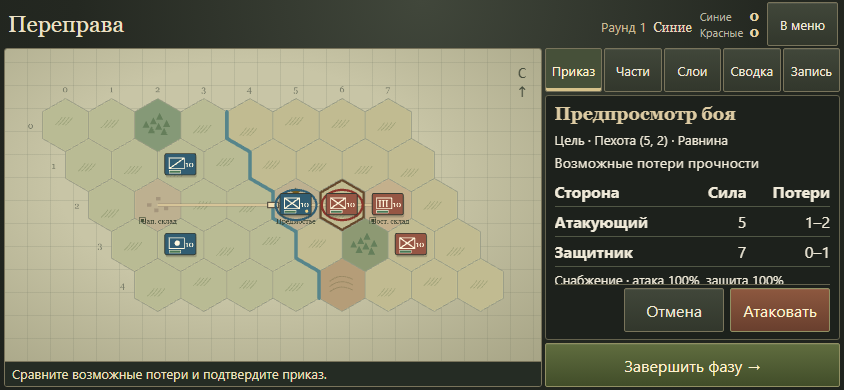 Переправа
Раунд 1 Синие
Синие 0
Красные 0
В меню
Приказ Части Слои Сводка Запись
С
↑
0 1 2 3 4 5 6 7
0
1
2
3
4
10
10 10 10
10 10
Зап. склад
Предмостье
Вост. склад
Предпросмотр боя
Цель · Пехота (5, 2) · Равнина
Возможные потери прочности
Сторона Сила Потери
Атакующий 5 1–2
Защитник 7 0–1
Снабжение · атака 100%, защита 100%
Отмена Атаковать
Сравните возможные потери и подтвердите приказ.
Завершить фазу →